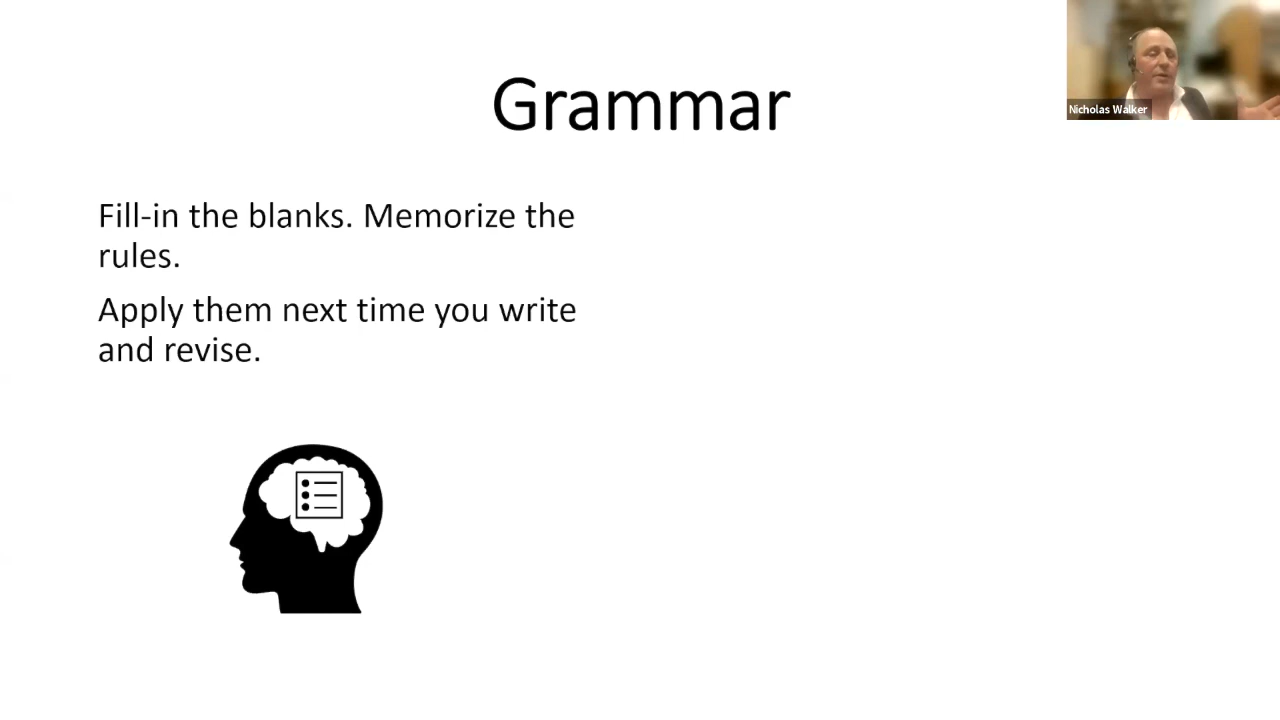 Grammar
Nicholas Walker
Fill-in the blanks. Memorize the
rules.
Apply them next time you write
and revise.